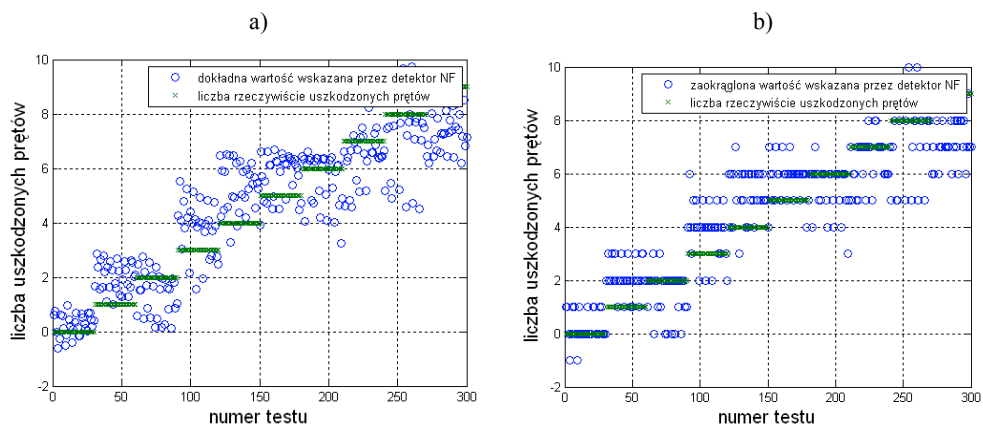 a)
b)
10
8
6
4
2
0
-2
0
50
100
150
200
250
300
liczba uszkodzonych prętów
numer testu
dokładna wartość wskazana przez detektor NF
liczba rzeczywiście uszkodzonych prętów
10
8
6
4
2
0
-2
0
50
100
150
200
250
300
liczba uszkodzonych prętów
numer testu
zaokrąglona wartość wskazana przez detektor NF
liczba rzeczywiście uszkodzonych prętów